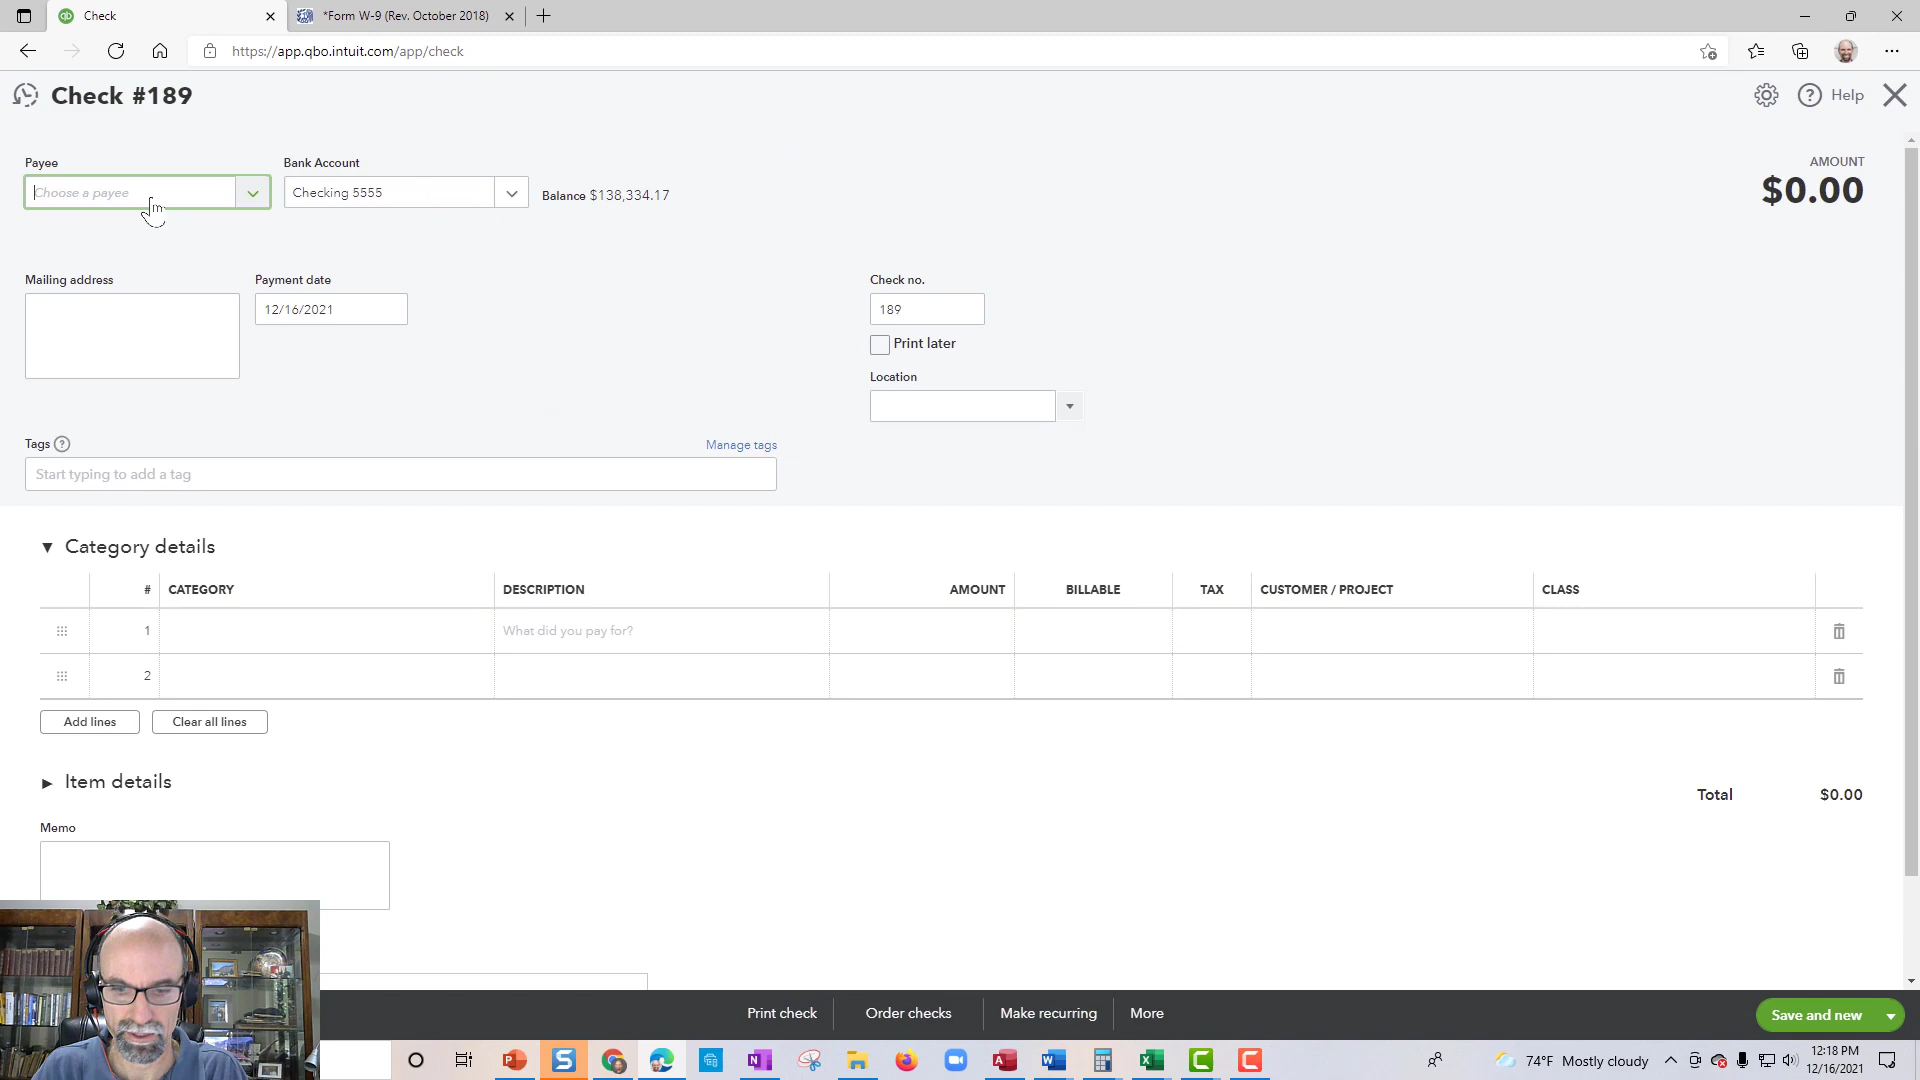 Check
*Form W-9 (Rev. October 2018)
https://app.qbo.intuit.com/app/check
Check #189
Help
Payee
Bank Account
AMOUNT
Choose a payee
Checking 5555
Balance $138,334.17
$0.00
Mailing address
Payment date
Check no.
12/16/2021
189
Print later
Location
Tags
Manage tags
Start typing to add a tag
Category details
# CATEGORY DESCRIPTION AMOUNT BILLABLE TAX CUSTOMER / PROJECT CLASS
1 What did you pay for?
2
Add lines Clear all lines
Item details
Total $0.00
Memo
Print check Order checks Make recurring More
Save and new
74°F Mostly cloudy
12:18 PM
12/16/2021